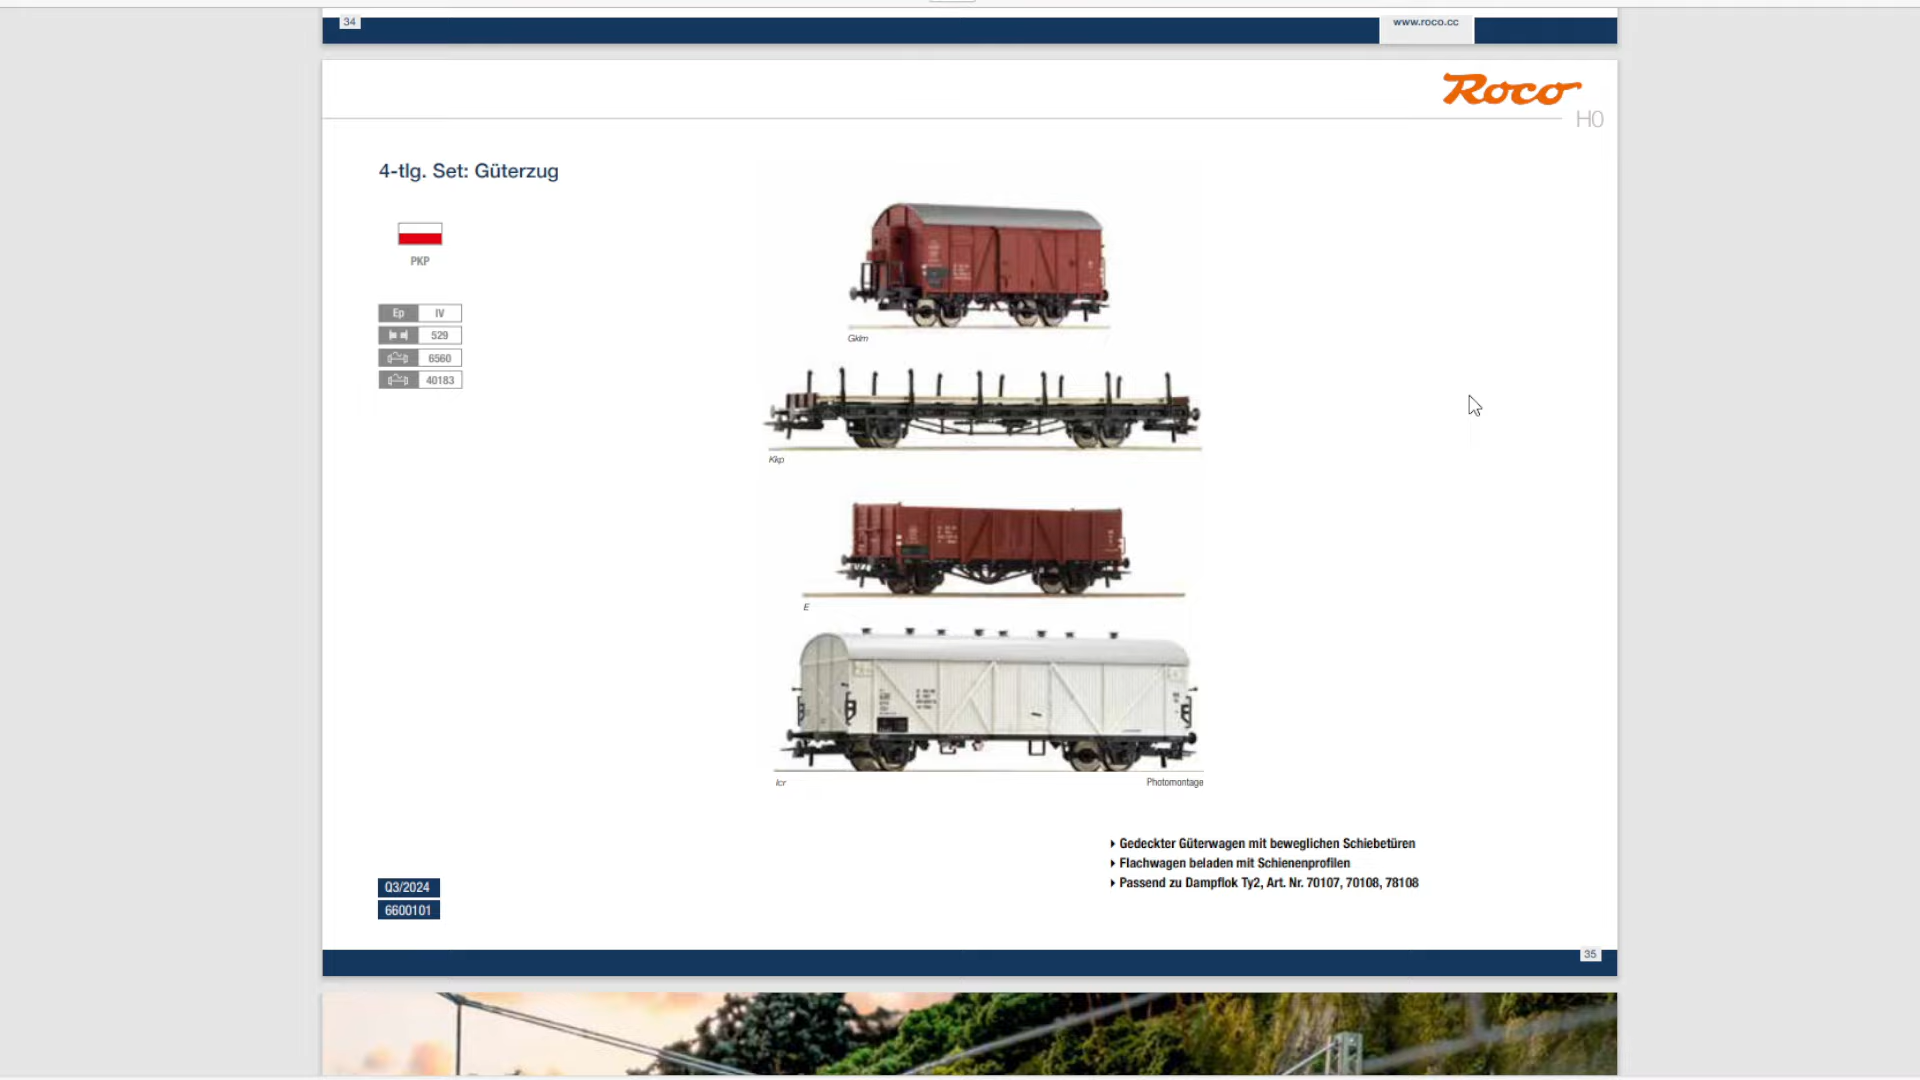 34
www.roco.cc
Roco
H0
4-tlg. Set: Güterzug
PKP
Ep IV
529
6560
40183
Gklm
Kkp
E
Icr
Photomontage
Gedeckter Güterwagen mit beweglichen Schiebetüren
Flachwagen beladen mit Schienenprofilen
Passend zu Dampflok Ty2, Art. Nr. 70107, 70108, 78108
Q3/2024
6600101
35